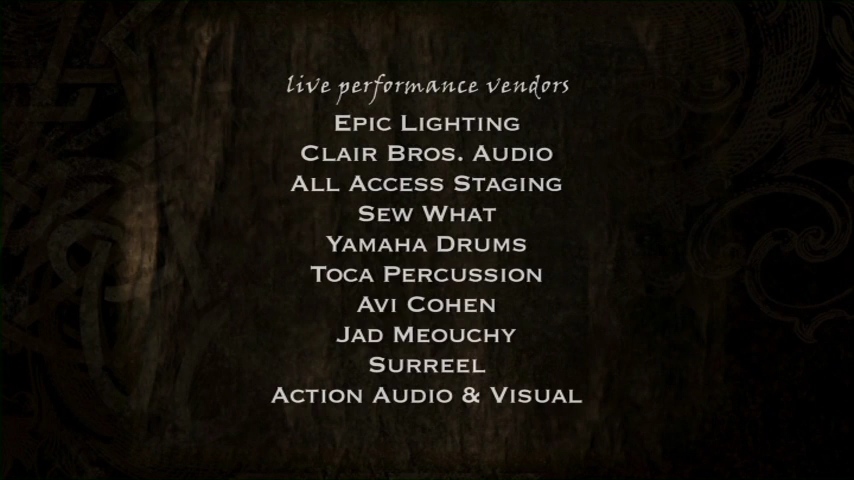 live performance vendors
Epic Lighting
Clair Bros. Audio
All Access Staging
Sew What
Yamaha Drums
Toca Percussion
Avi Cohen
Jad Meouchy
Surreel
Action Audio & Visual